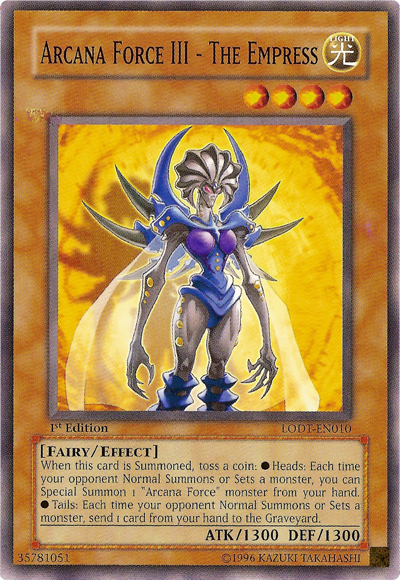 ARCANA FORCE III - THE EMPRESS
LIGHT
光
1st Edition
LODT-EN010
[FAIRY/EFFECT]
When this card is Summoned, toss a coin: ●Heads: Each time
your opponent Normal Summons or Sets a monster, you can
Special Summon 1 "Arcana Force" monster from your hand.
●Tails: Each time your opponent Normal Summons or Sets a
monster, send 1 card from your hand to the Graveyard.
ATK/1300 DEF/1300
35781051
©1996 KAZUKI TAKAHASHI